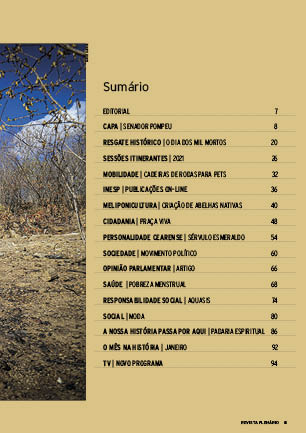 Sumário
EDITORIAL 7
CAPA | SENADOR POMPEU 8
RESGATE HISTÓRICO | O DIA DOS MIL MORTOS 20
SESSÕES ITINERANTES | 2021 26
MOBILIDADE | CADEIRAS DE RODAS PARA PETS 32
INESP | PUBLICAÇÕES ON-LINE 36
MELIPONICULTURA | CRIAÇÃO DE ABELHAS NATIVAS 40
CIDADANIA | PRAÇA VIVA 48
PERSONALIDADE CEARENSE | SÉRVULO ESMERALDO 54
SOCIEDADE | MOVIMENTO POLÍTICO 60
OPINIÃO PARLAMENTAR | ARTIGO 66
SAÚDE | POBREZA MENSTRUAL 68
RESPONSABILIDADE SOCIAL | AQUASIS 74
SOCIAL | MODA 80
A NOSSA HISTÓRIA PASSA POR AQUI | PADARIA ESPIRITUAL 86
O MÊS NA HISTÓRIA | JANEIRO 92
TV | NOVO PROGRAMA 94
REVISTA PLENÁRIO